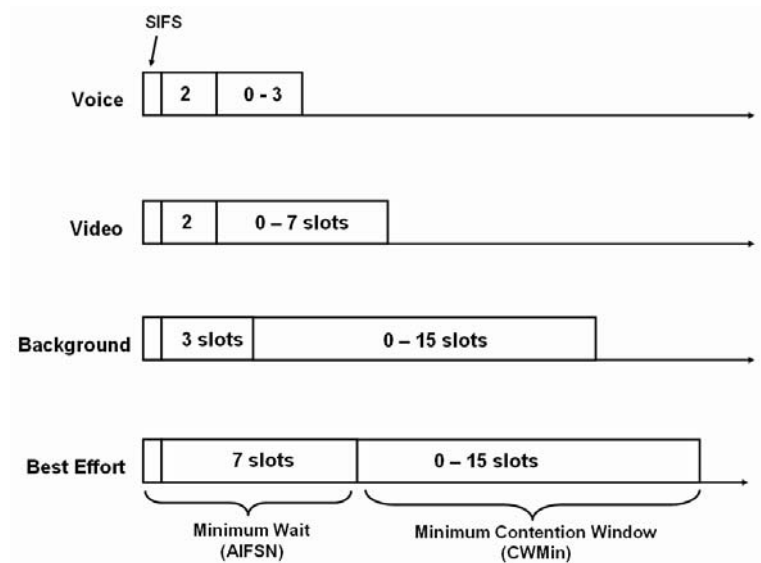 SIFS
Voice 2 0 - 3
Video 2 0 – 7 slots
Background 3 slots 0 – 15 slots
Best Effort 7 slots 0 – 15 slots
Minimum Wait
(AIFSN)
Minimum Contention Window
(CWMin)